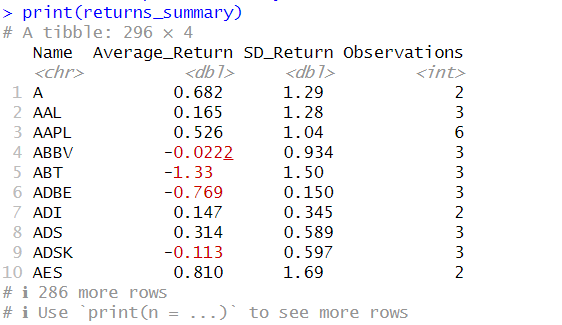 > print(returns_summary)
# A tibble: 296 × 4
Name Average_Return SD_Return Observations
<chr> <dbl> <dbl> <int>
1 A 0.682 1.29 2
2 AAL 0.165 1.28 3
3 AAPL 0.526 1.04 6
4 ABBV -0.0222 0.934 3
5 ABT -1.33 1.50 3
6 ADBE -0.769 0.150 3
7 ADI 0.147 0.345 2
8 ADS 0.314 0.589 3
9 ADSK -0.113 0.597 3
10 AES 0.810 1.69 2
# ℹ 286 more rows
# ℹ Use `print(n = ...)` to see more rows